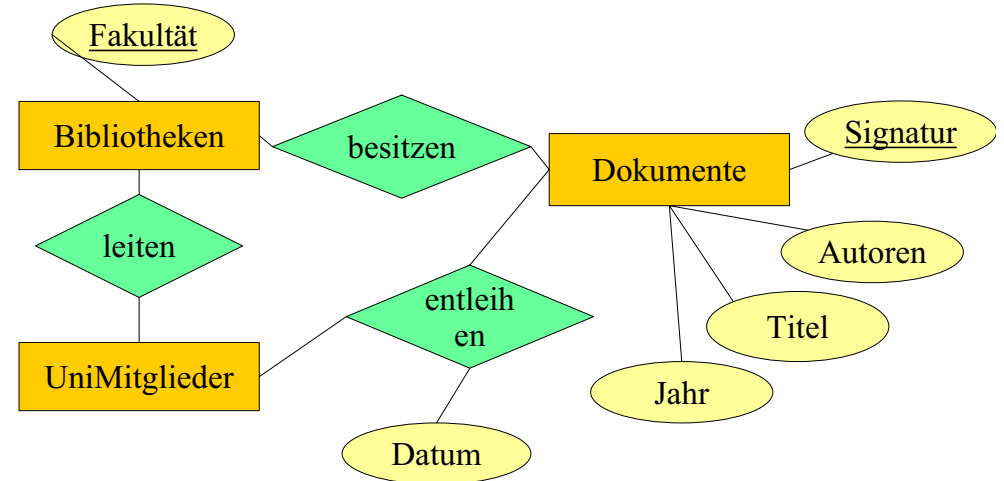 Fakultät
Bibliotheken
besitzen
Dokumente
Signatur
leiten
Autoren
entleih
en
Titel
UniMitglieder
Jahr
Datum